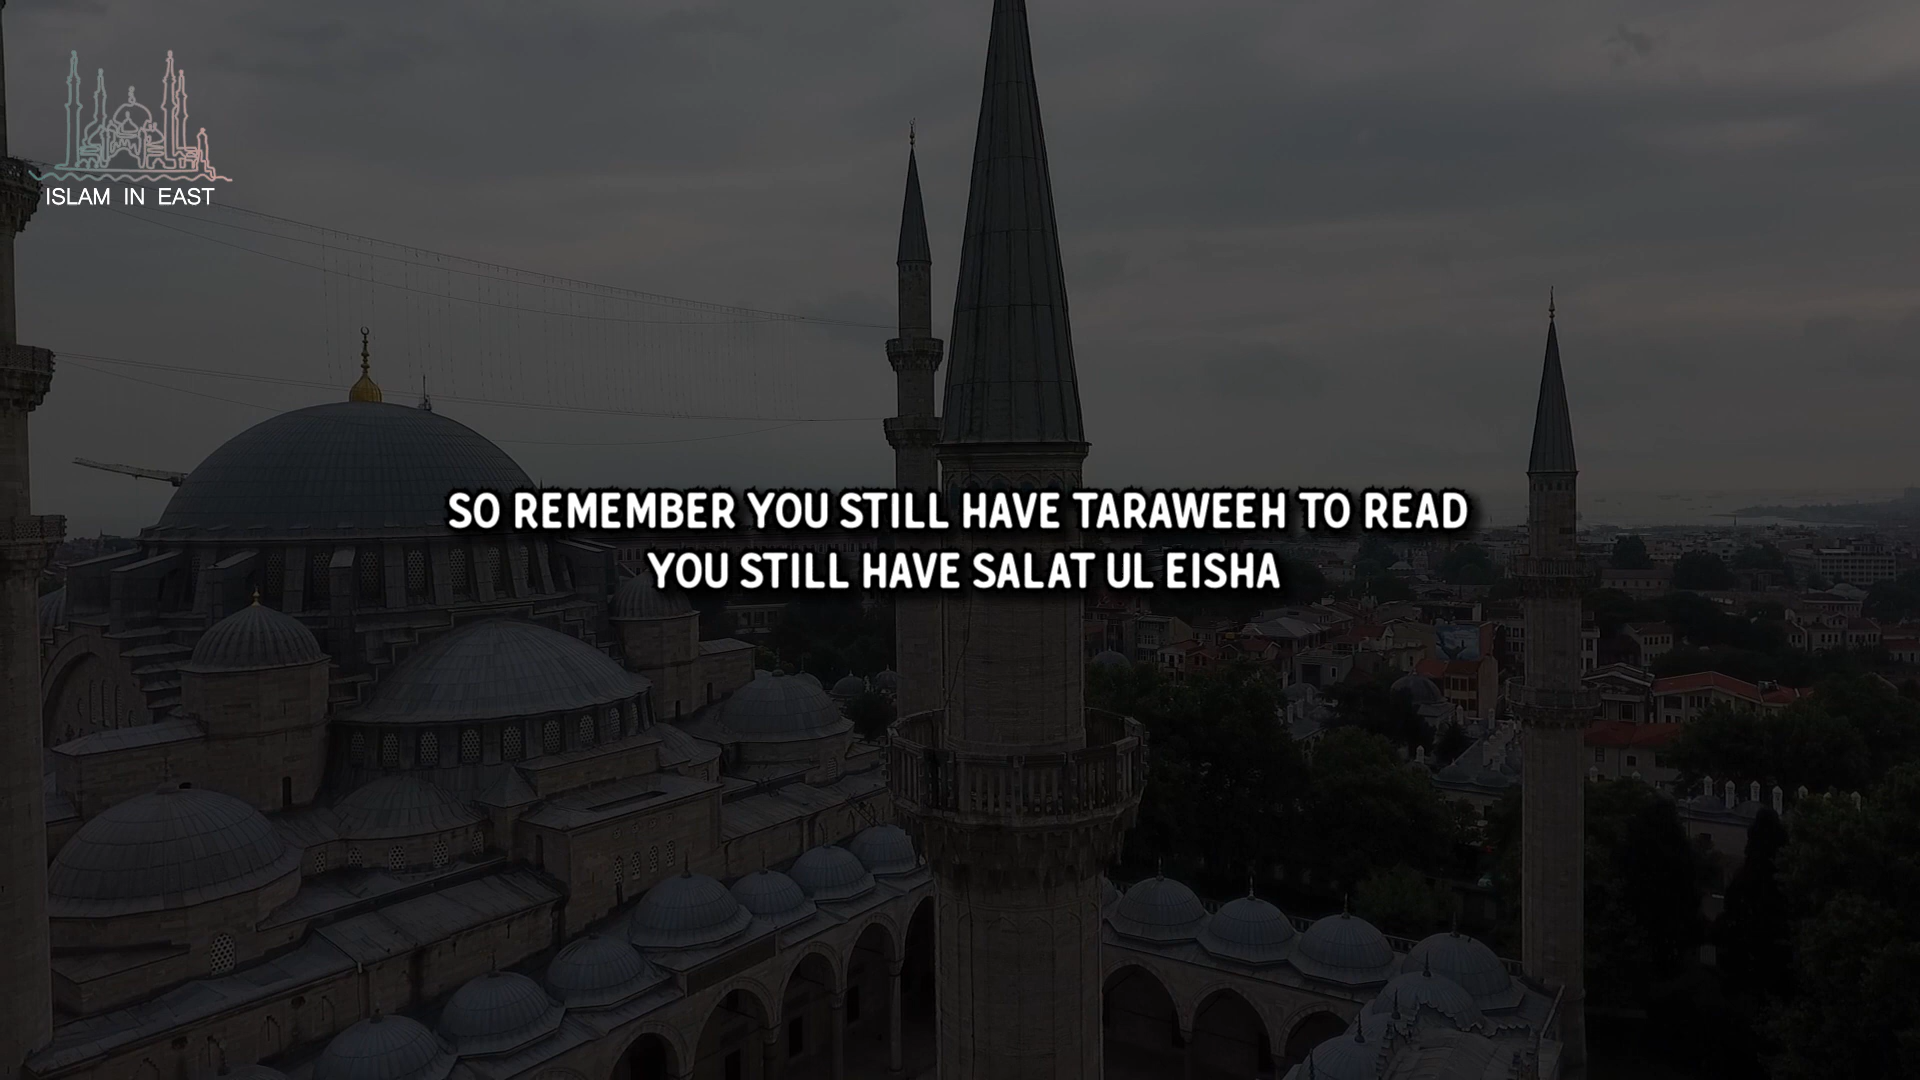 ISLAM IN EAST
SO REMEMBER YOU STILL HAVE TARAWEEH TO READ
YOU STILL HAVE SALAT UL EISHA